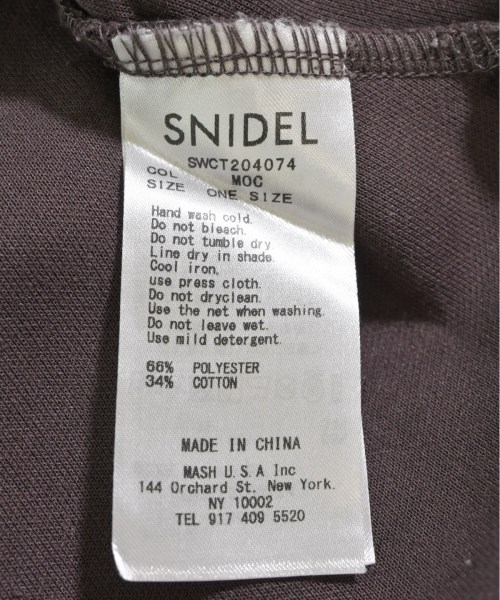 SNIDEL
SWCT204074
COL MOC
SIZE ONE SIZE
Hand wash cold.
Do not bleach.
Do not tumble dry.
Line dry in shade.
Cool iron,
use press cloth.
Do not dryclean.
Use the net when washing.
Do not leave wet.
Use mild detergent.
66% POLYESTER
34% COTTON
MADE IN CHINA
MASH U.S.A Inc
144 Orchard St. New York.
NY 10002
TEL 917 409 5520